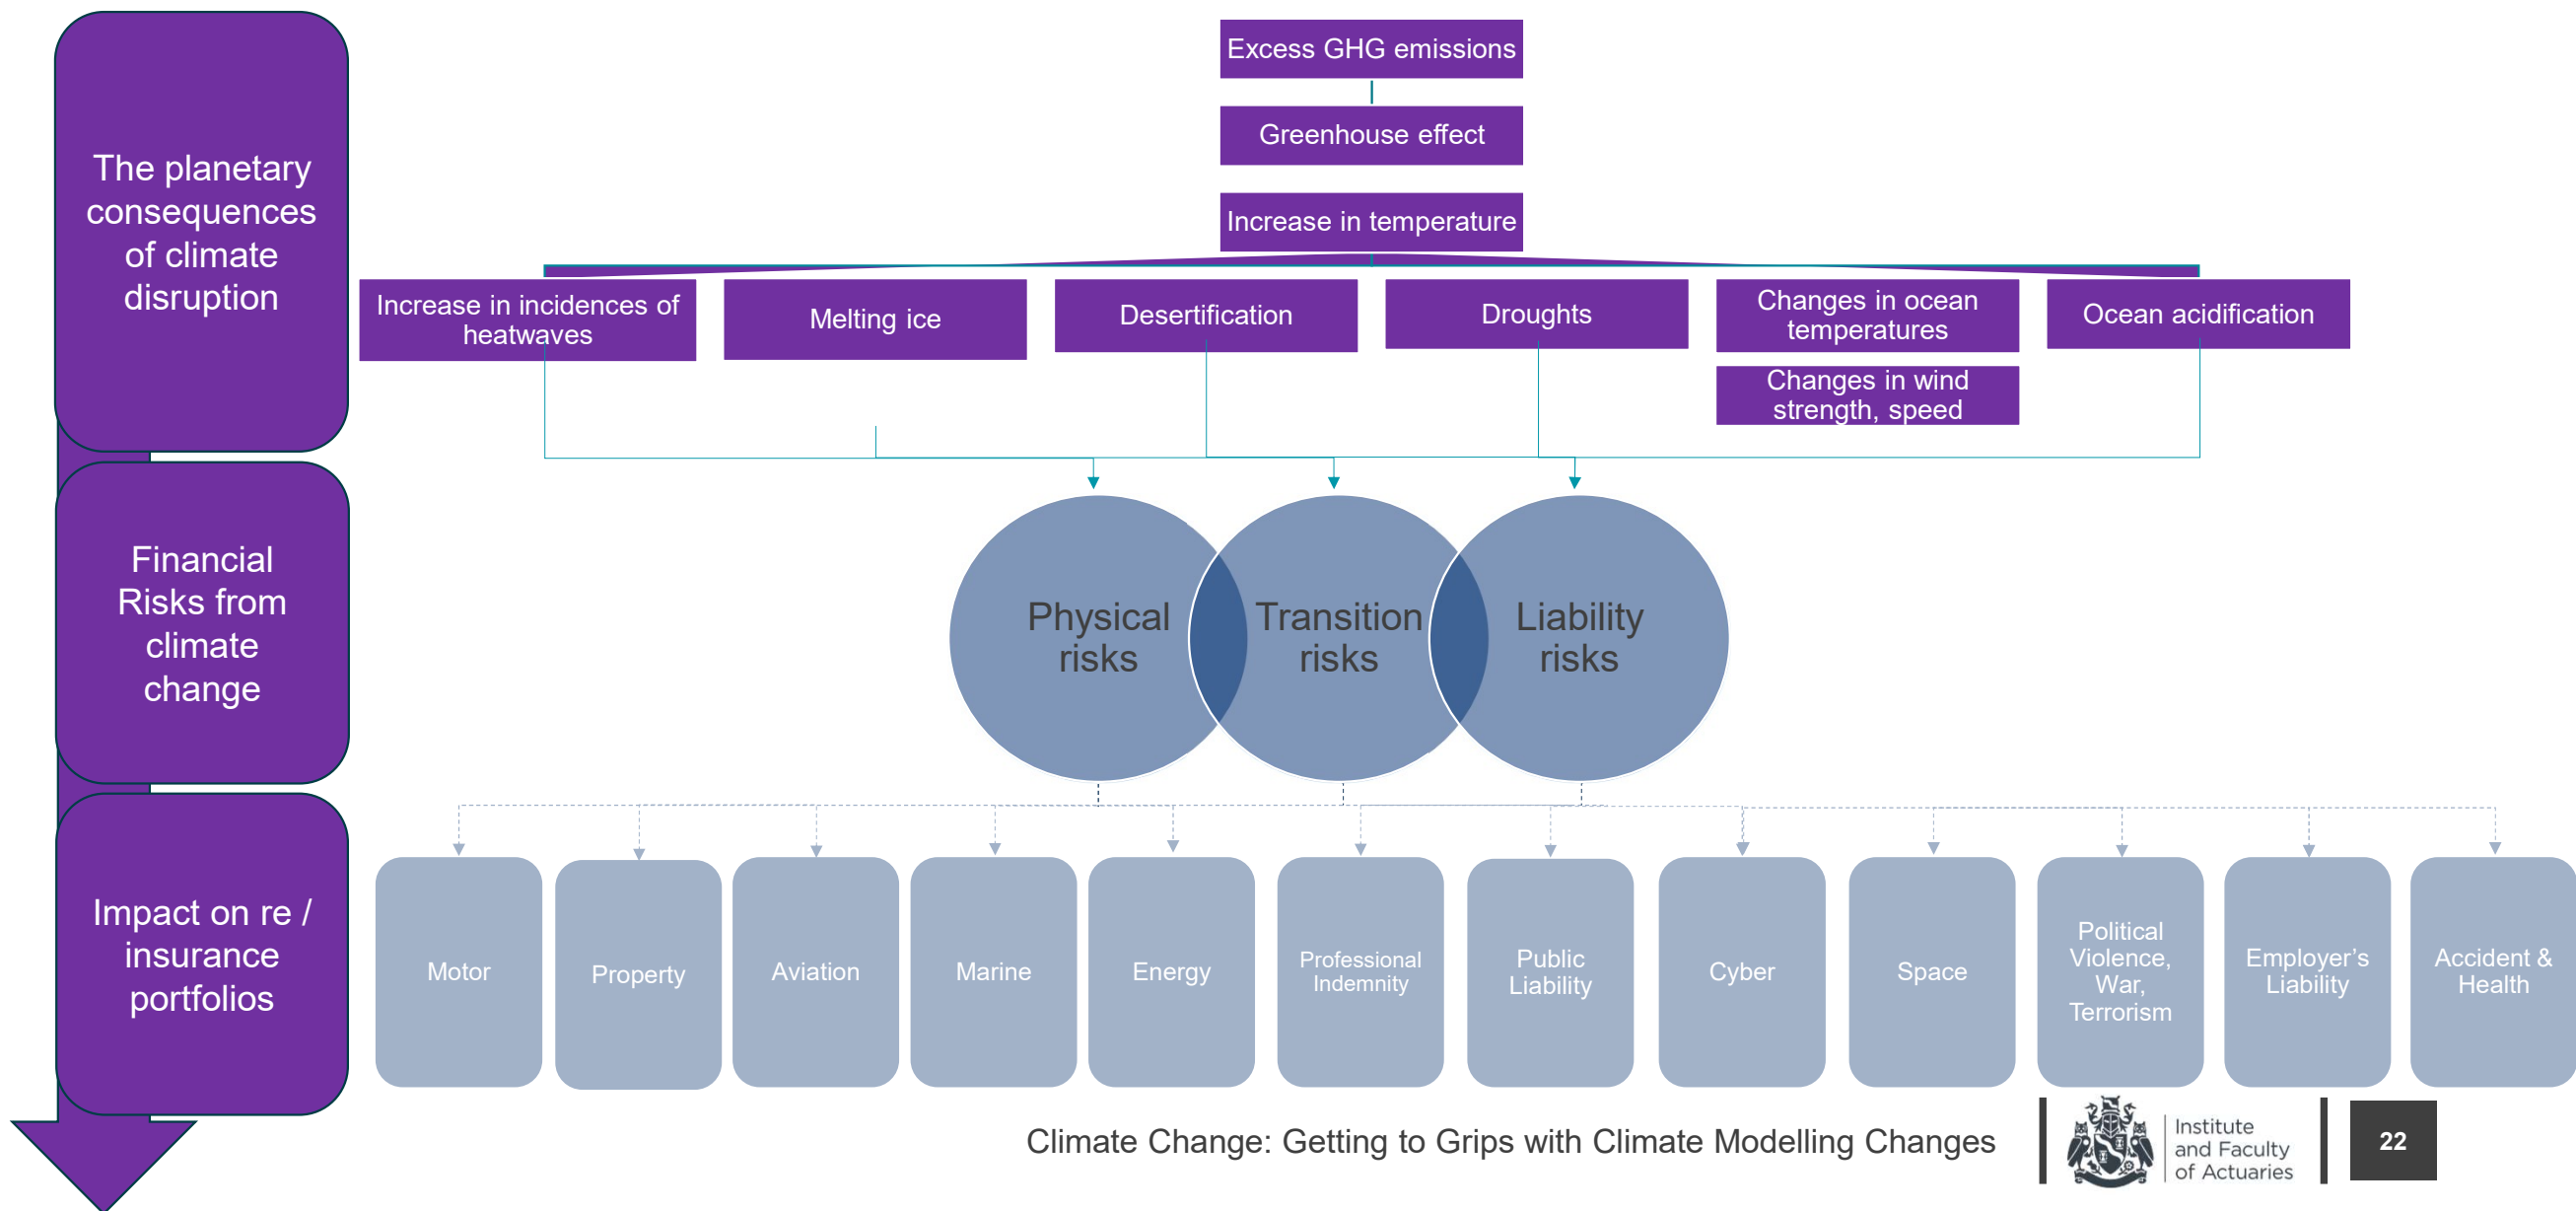 The planetary
consequences
of climate
disruption
Excess GHG emissions
Greenhouse effect
Increase in temperature
Increase in incidences of
heatwaves
Melting ice
Desertification
Droughts
Changes in ocean
temperatures
Ocean acidification
Changes in wind
strength, speed
Financial
Risks from
climate
change
Physical
risks
Transition
risks
Liability
risks
Impact on re /
insurance
portfolios
Motor
Property
Aviation
Marine
Energy
Professional
Indemnity
Public
Liability
Cyber
Space
Political
Violence,
War,
Terrorism
Employer’s
Liability
Accident &
Health
Climate Change: Getting to Grips with Climate Modelling Changes
Institute
and Faculty
of Actuaries
22